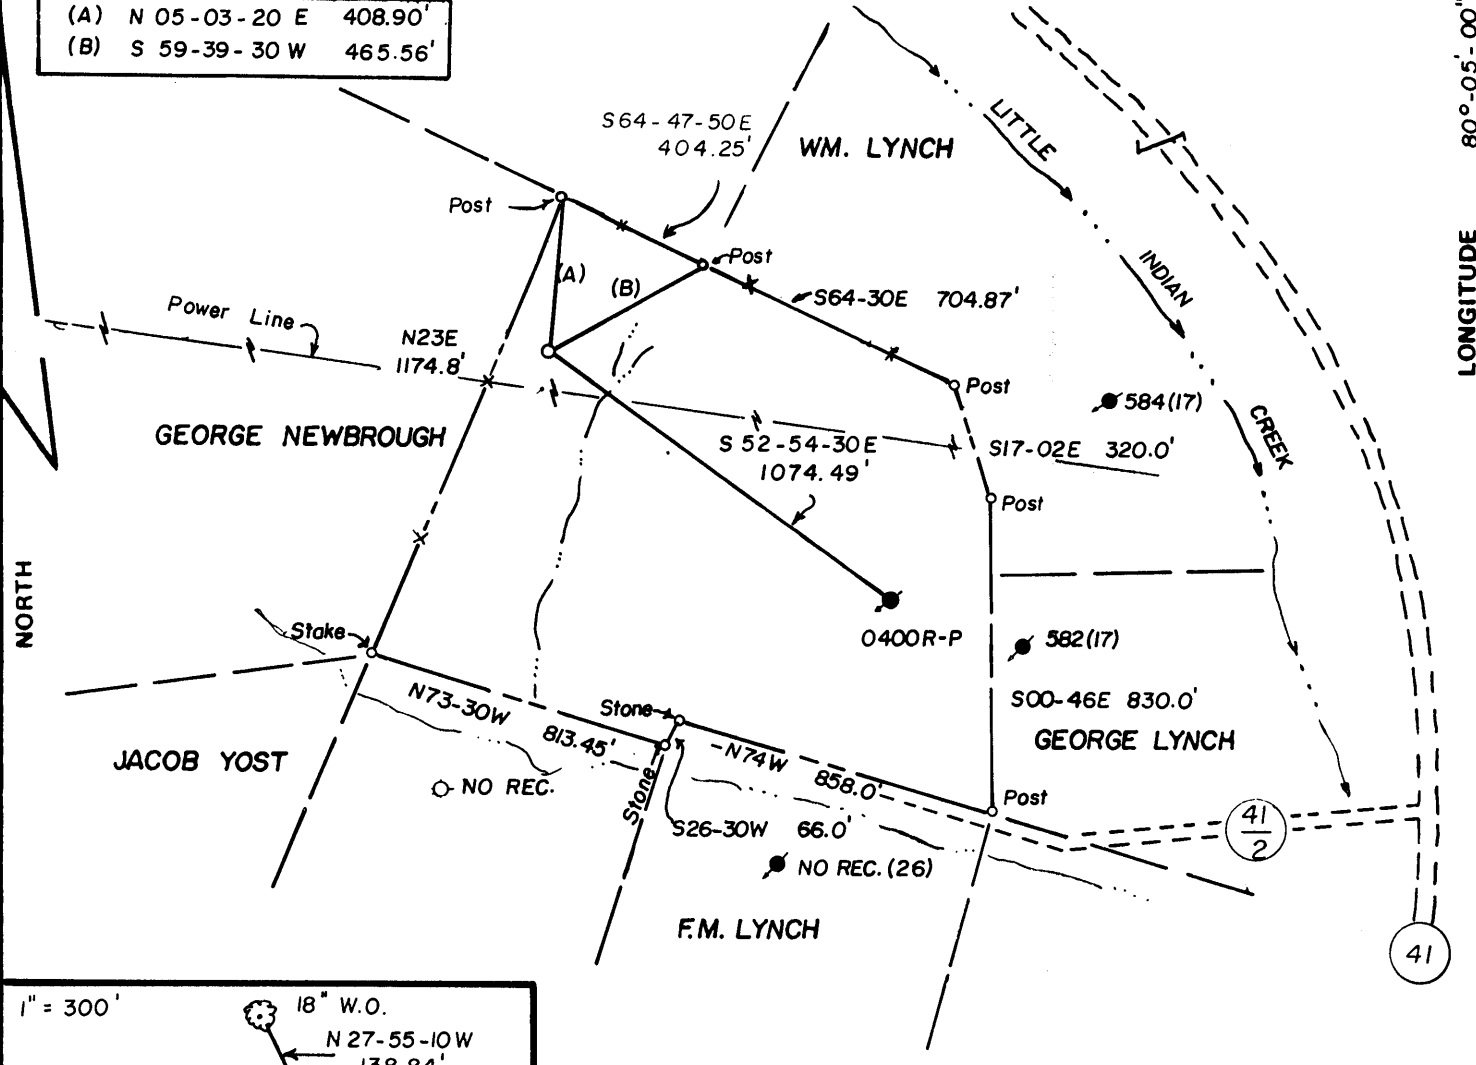 (A) N 05-03-20 E 408.90'
(B) S 59-39-30 W 465.56'
80°-05'-00"
LONGITUDE
S64-47-50E
404.25'
WM. LYNCH
LITTLE
INDIAN
CREEK
Post
Post
(A)
(B)
S64-30E 704.87'
Power Line
N23E
1174.8'
Post
584(17)
GEORGE NEWBROUGH
S 52-54-30E
1074.49'
S17-02E 320.0'
Post
NORTH
Stake
0400R-P
582(17)
N73-30W
813.45'
Stone
S00-46E 830.0'
GEORGE LYNCH
JACOB YOST
-N74W 858.0'
NO REC.
Stone
Post
S26-30W 66.0'
41
2
NO REC. (26)
F.M. LYNCH
41
1" = 300'
18" W.O.
N 27-55-10W